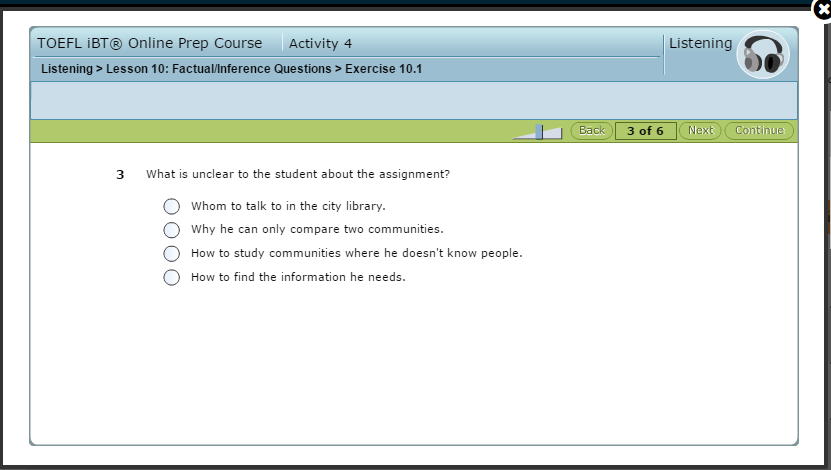 TOEFL iBT® Online Prep Course Activity 4 Listening
Listening > Lesson 10: Factual/Inference Questions > Exercise 10.1
Back 3 of 6 Next Continue
3 What is unclear to the student about the assignment?
Whom to talk to in the city library.
Why he can only compare two communities.
How to study communities where he doesn't know people.
How to find the information he needs.